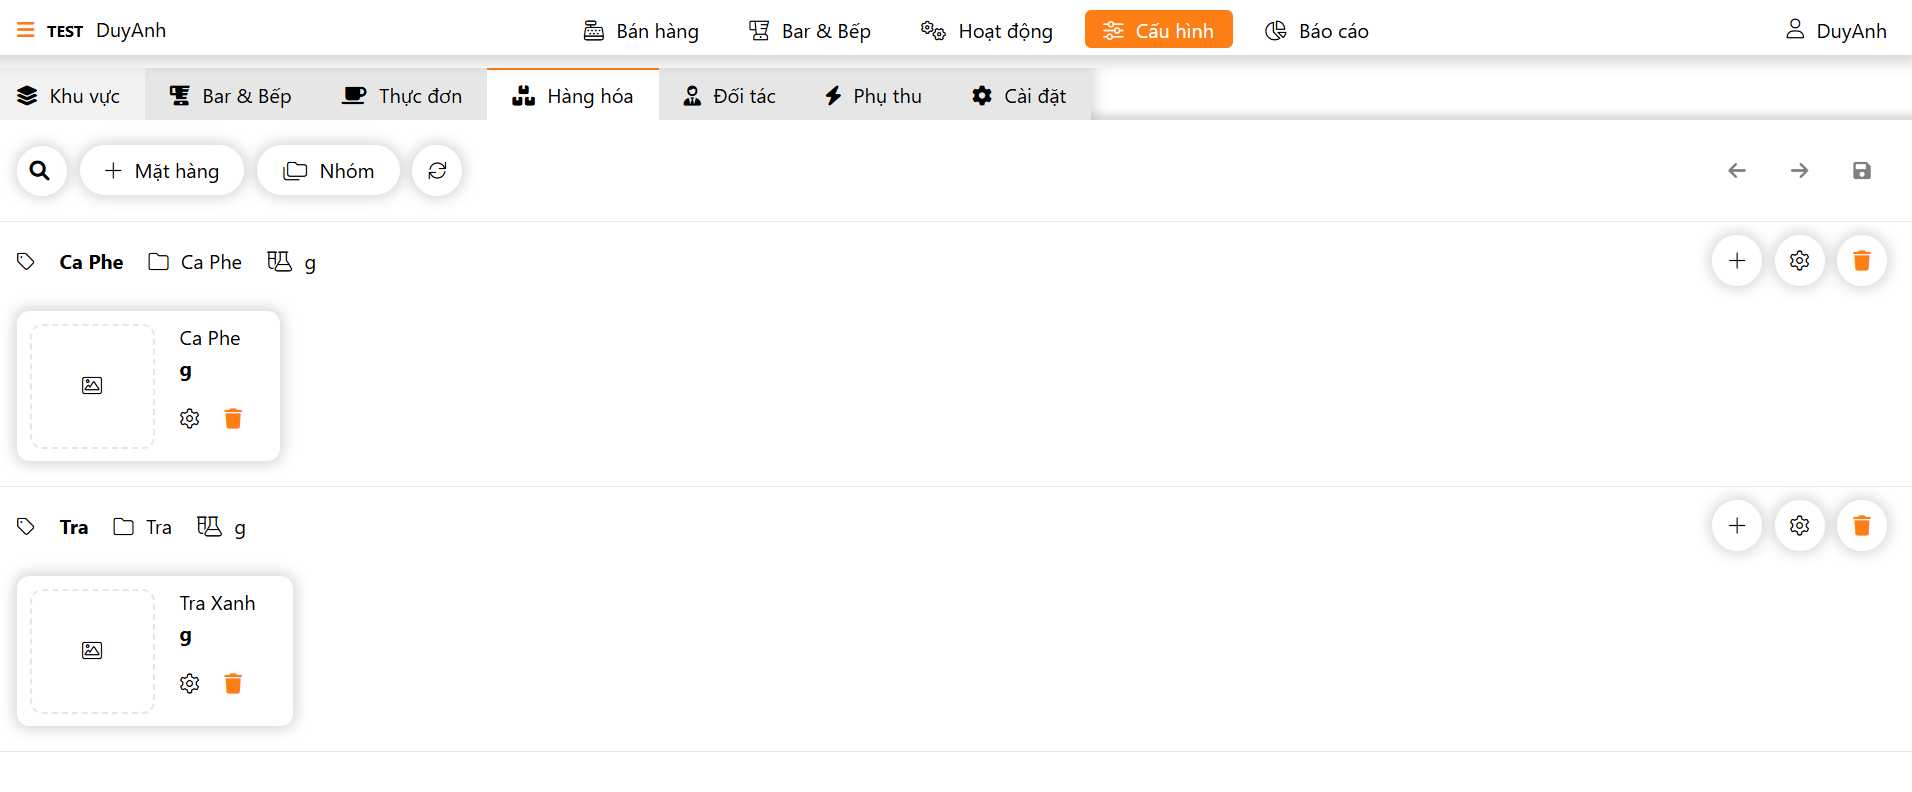 TEST DuyAnh Bán hàng Bar & Bếp Hoạt động Cấu hình Báo cáo DuyAnh
Khu vực Bar & Bếp Thực đơn Hàng hóa Đối tác Phụ thu Cài đặt
Mặt hàng Nhóm
Ca Phe Ca Phe g
Ca Phe
g
Tra Tra g
Tra Xanh
g